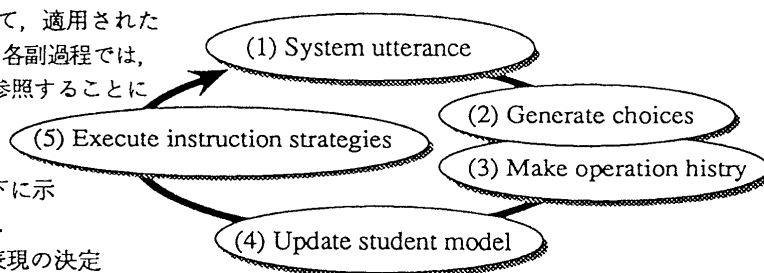 て，適用された
各副過程では，
参照することに
下に示
表現の決定
(1) System utterance
(2) Generate choices
(3) Make operation histry
(4) Update student model
(5) Execute instruction strategies